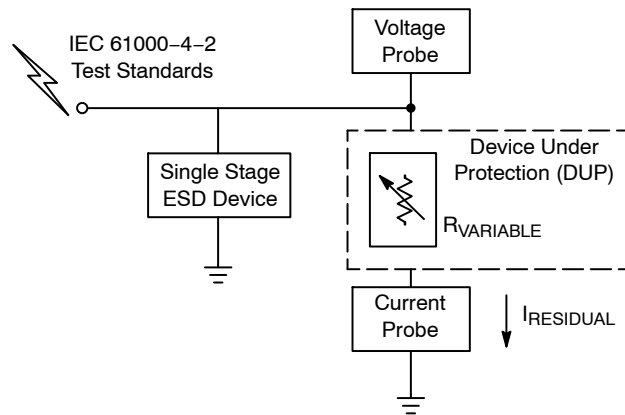 IEC 61000−4−2
Test Standards
Voltage
Probe
Single Stage
ESD Device
Device Under
Protection (DUP)
RVARIABLE
Current
Probe
IRESIDUAL